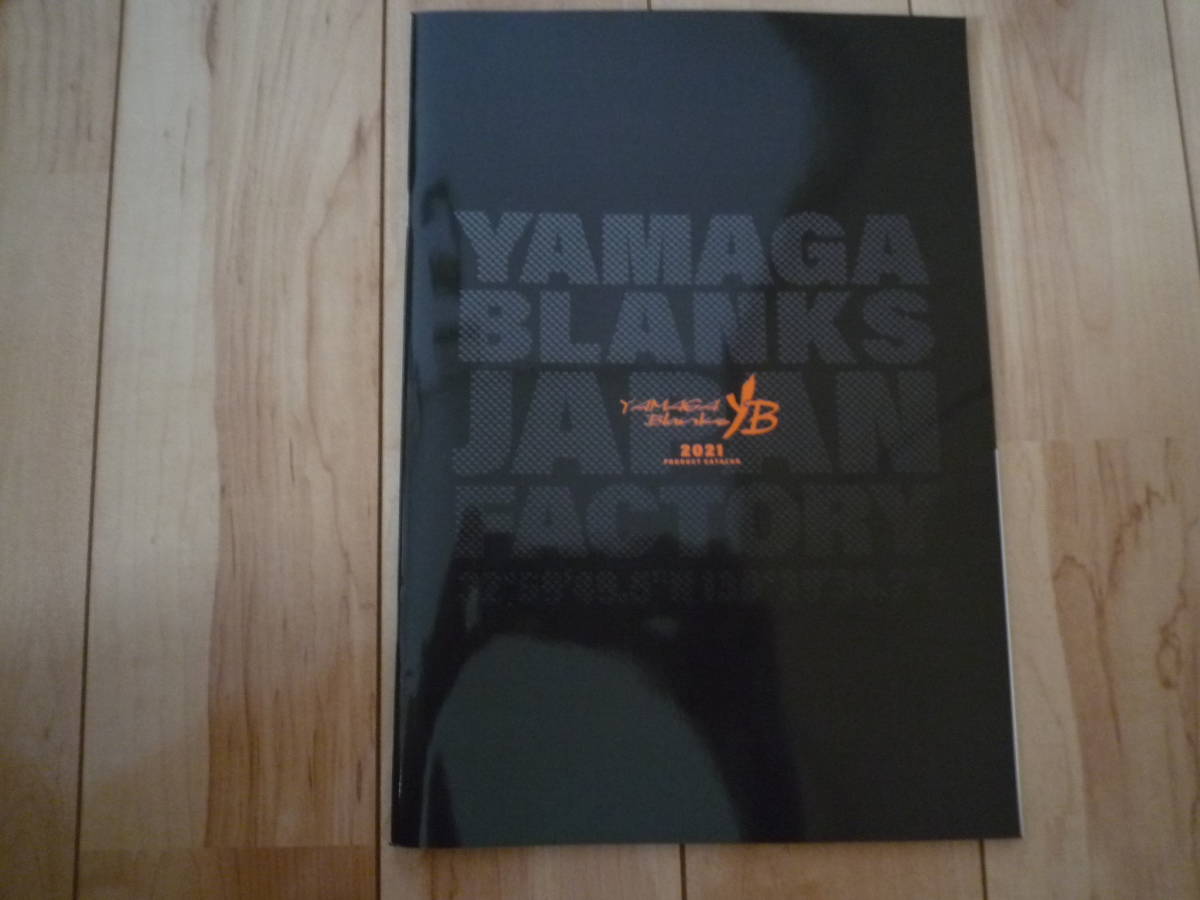 YAMAGA
BLANKS
JAPAN
YAMAGA
Blanks YB
2021
PRODUCT CATALOG
FACTORY